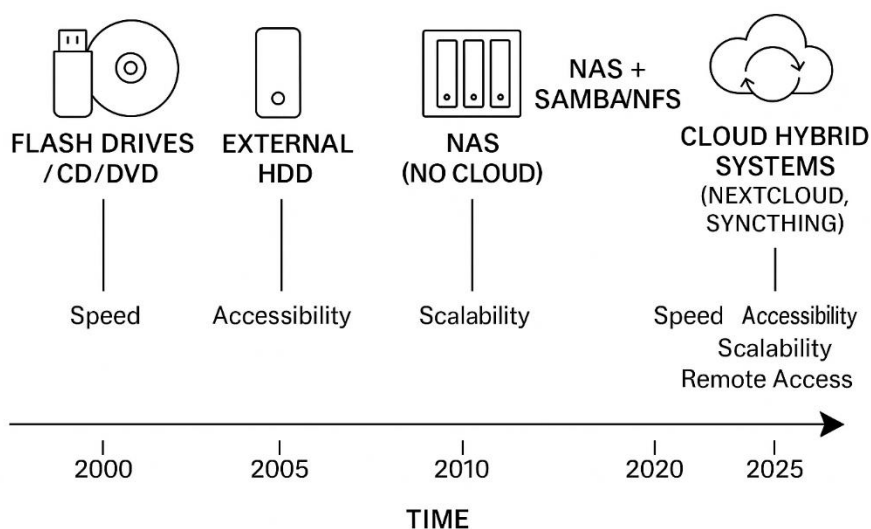 FLASH DRIVES
/CD/DVD
EXTERNAL
HDD
NAS
(NO CLOUD)
NAS +
SAMBA/NFS
CLOUD HYBRID
SYSTEMS
(NEXTCLOUD,
SYNCTHING)
Speed
Accessibility
Scalability
Speed Accessibility
Scalability
Remote Access
2000
2005
2010
2020
2025
TIME